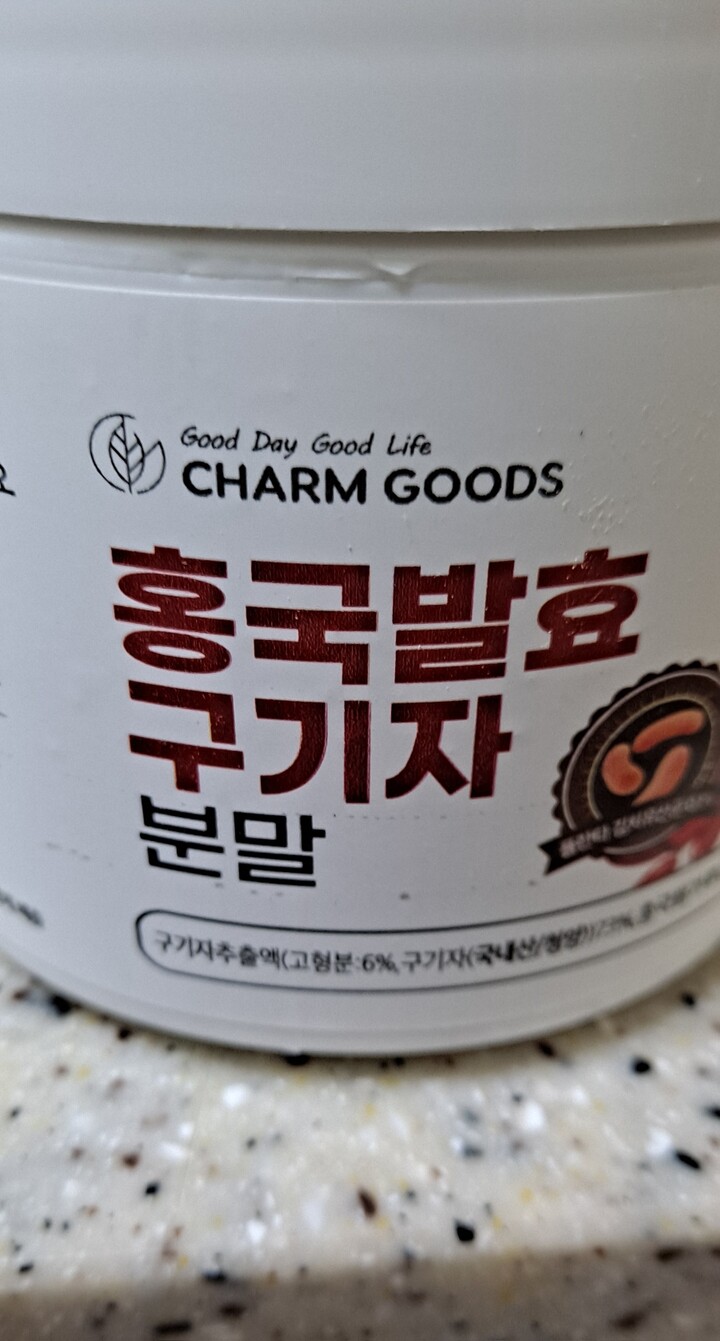 Good Day Good Life
CHARM GOODS
홍국발효
구기자
분말
구기자추출액(고형분:6%,구기자(국내산/청양))